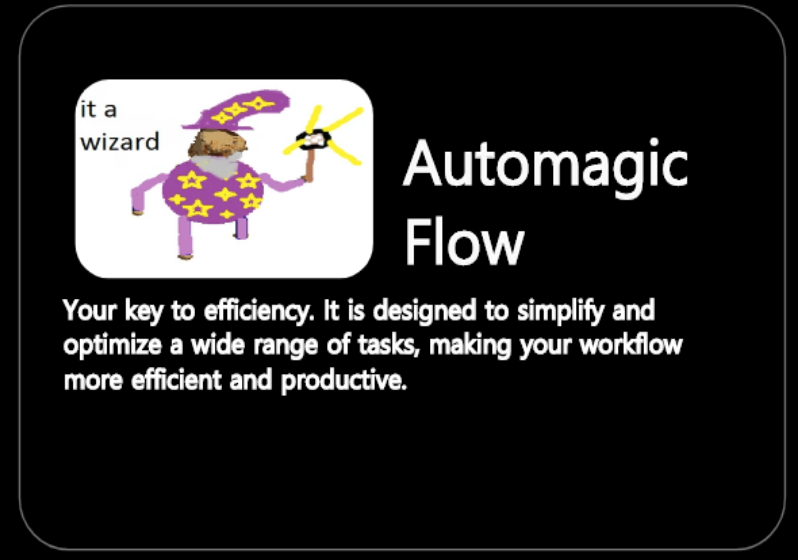 it a
wizard
Automagic
Flow
Your key to efficiency. It is designed to simplify and
optimize a wide range of tasks, making your workflow
more efficient and productive.